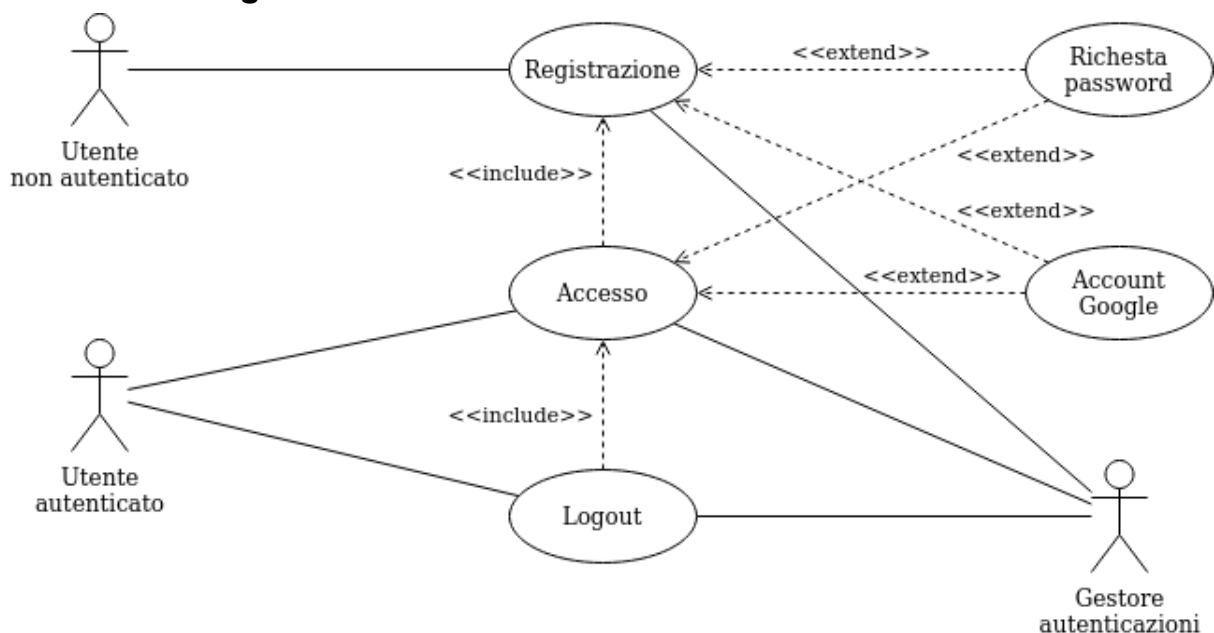 Registrazione
<<extend>>
Richesta
password
Utente
non autenticato
<<include>>
<<extend>>
<<extend>>
Accesso
<<extend>>
Account
Google
<<include>>
Utente
autenticato
Logout
Gestore
autenticazioni